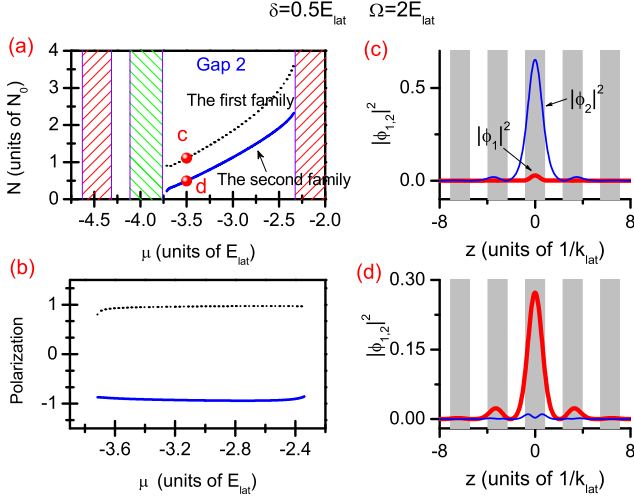 δ=0.5E_lat Ω=2E_lat
(a)
N (units of N_0)
4
3
2
1
0
Gap 2
The first family
c
d
The second family
-4.5 -4.0 -3.5 -3.0 -2.5 -2.0
μ (units of E_lat)
(b)
Polarization
1
0
-1
-3.6 -3.2 -2.8 -2.4
μ (units of E_lat)
(c)
|ϕ_1,2|^2
0.5
0.0
|ϕ_2|^2
|ϕ_1|^2
-8 0 8
z (units of 1/k_lat)
(d)
|ϕ_1,2|^2
0.30
0.15
0.00
-8 0 8
z (units of 1/k_lat)